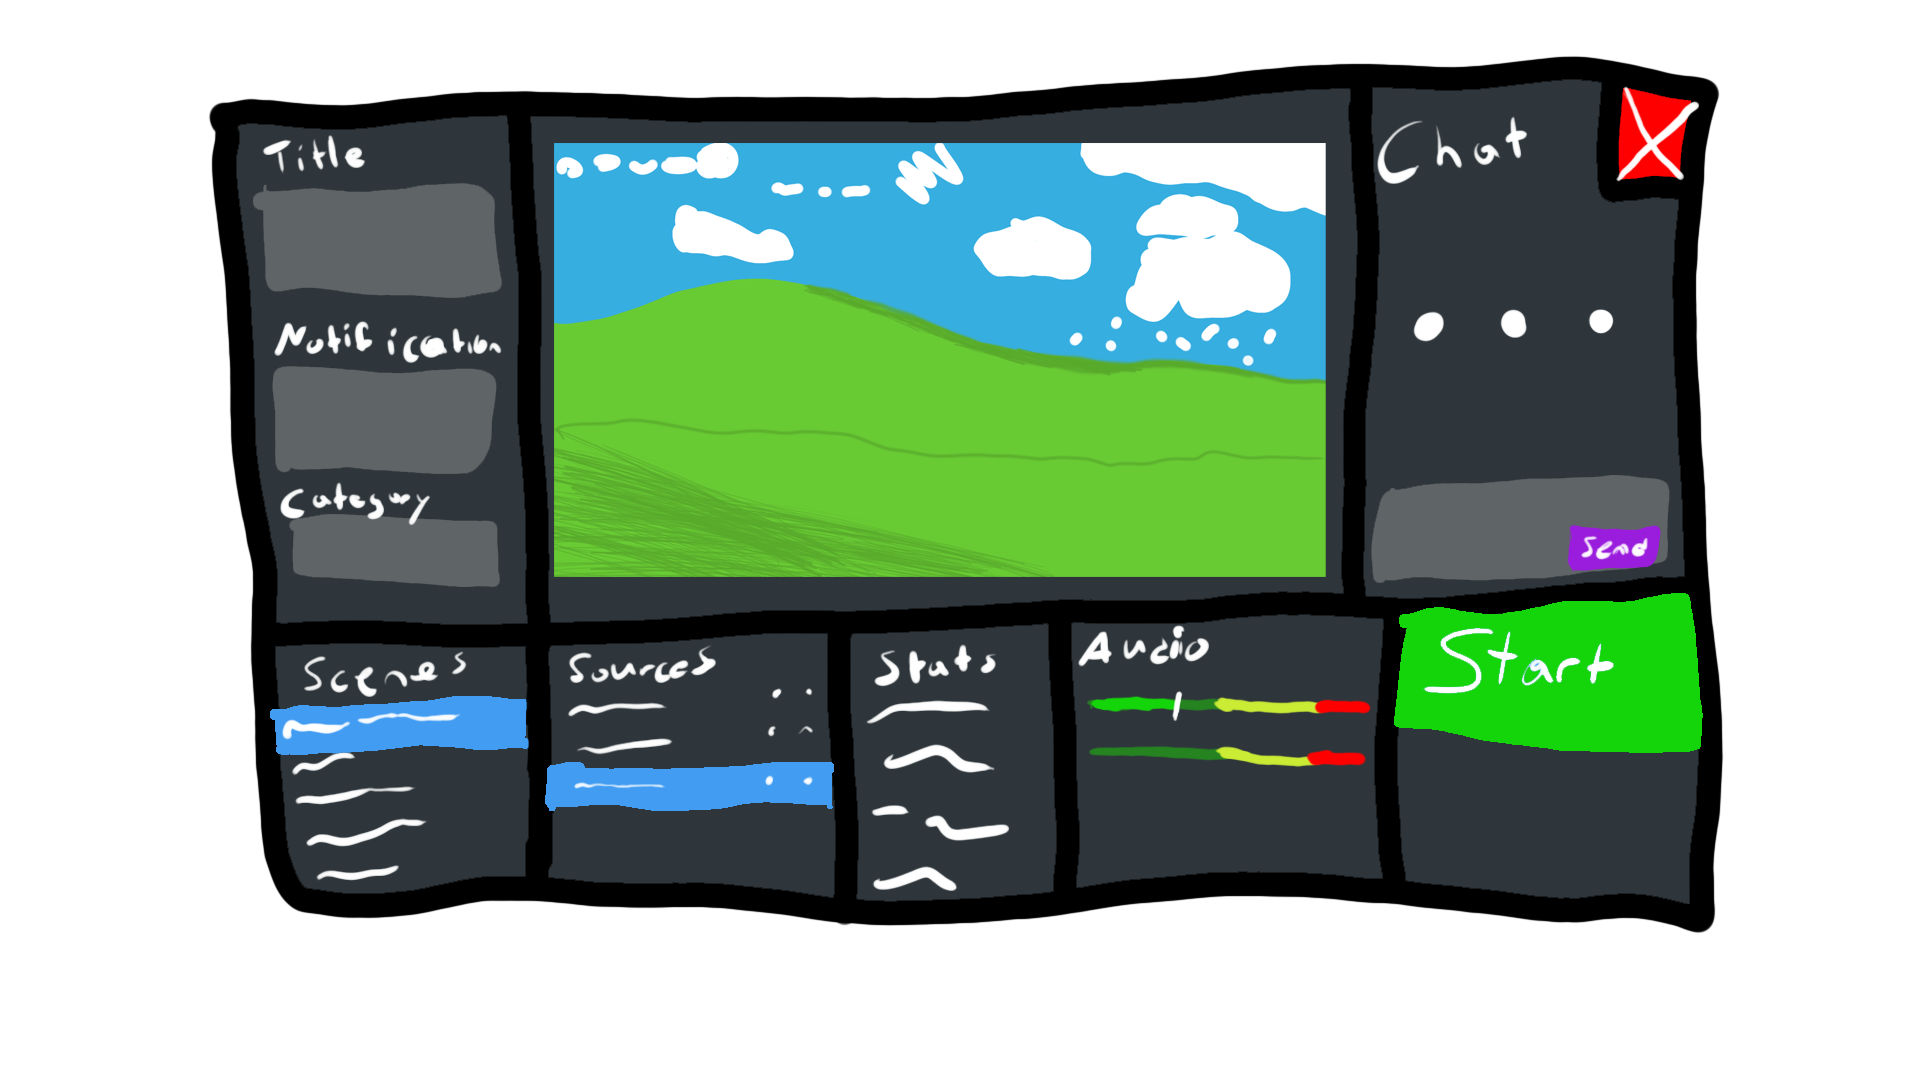 Title
Notification
Category
Chat
Send
Scenes
Sources
Stats
Audio
Start